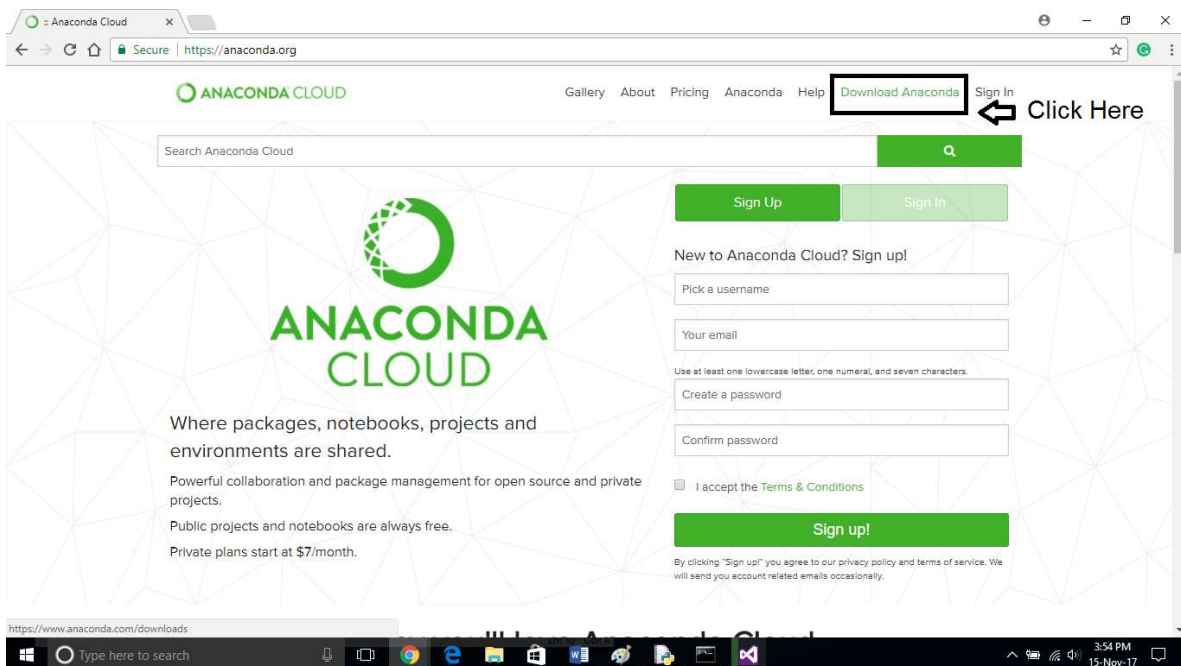 :: Anaconda Cloud
Secure | https://anaconda.org
ANACONDA CLOUD
Gallery About Pricing Anaconda Help Download Anaconda Sign In
Click Here
Search Anaconda Cloud
Sign Up Sign In
New to Anaconda Cloud? Sign up!
Pick a username
Your email
Use at least one lowercase letter, one numeral, and seven characters.
Create a password
Confirm password
I accept the Terms & Conditions
Sign up!
By clicking "Sign up!" you agree to our privacy policy and terms of service. We
will send you account related emails occasionally.
ANACONDA
CLOUD
Where packages, notebooks, projects and
environments are shared.
Powerful collaboration and package management for open source and private
projects.
Public projects and notebooks are always free.
Private plans start at $7/month.
https://www.anaconda.com/downloads
Anaconda Cloud
Type here to search
3:54 PM
15-Nov-17